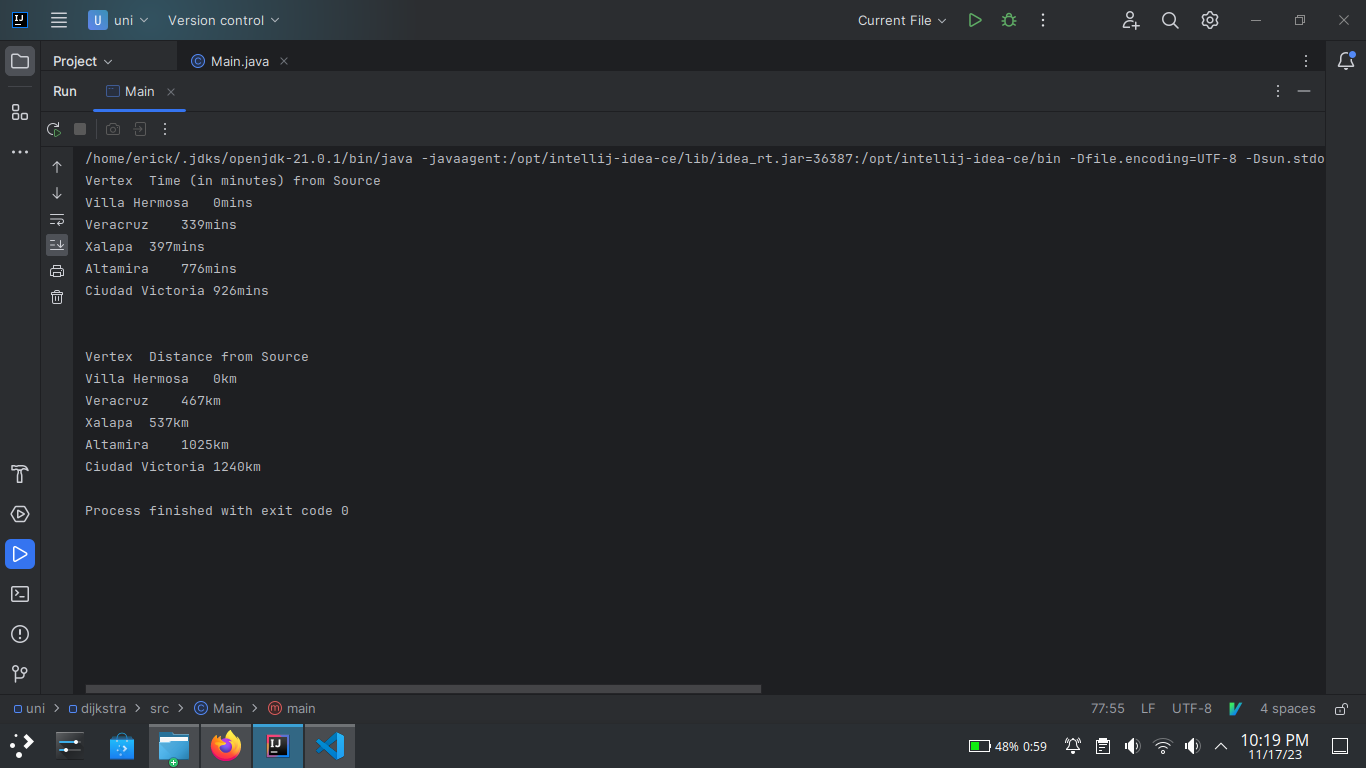 U uni Version control Current File
Project Main.java
Run Main
/home/erick/.jdks/openjdk-21.0.1/bin/java -javaagent:/opt/intellij-idea-ce/lib/idea_rt.jar=36387:/opt/intellij-idea-ce/bin -Dfile.encoding=UTF-8 -Dsun.stdo
Vertex Time (in minutes) from Source
Villa Hermosa 0mins
Veracruz 339mins
Xalapa 397mins
Altamira 776mins
Ciudad Victoria 926mins
Vertex Distance from Source
Villa Hermosa 0km
Veracruz 467km
Xalapa 537km
Altamira 1025km
Ciudad Victoria 1240km
Process finished with exit code 0
uni > dijkstra > src > Main > main 77:55 LF UTF-8 4 spaces
48% 0:59 10:19 PM
11/17/23